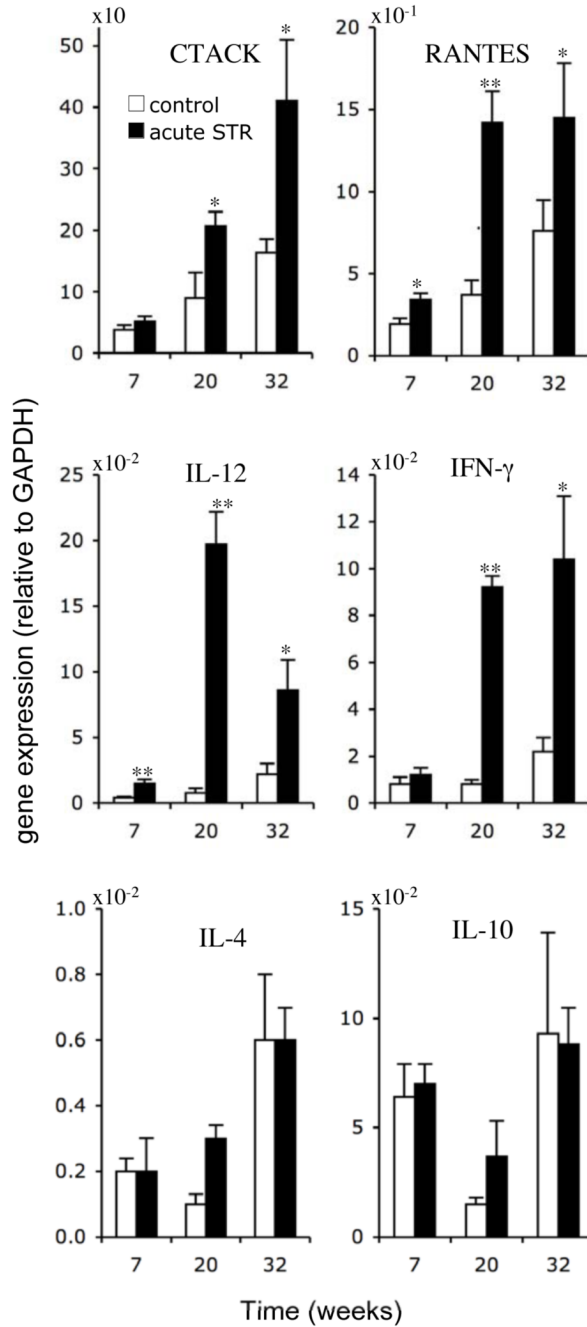 gene expression (relative to GAPDH)
x10
CTACK
control
acute STR
50
40
30
20
10
0
*
*
7 20 32
x10-1
RANTES
20
15
10
5
0
*
**
*
7 20 32
x10-2
IL-12
25
20
15
10
5
0
**
**
*
7 20 32
x10-2
IFN-γ
14
12
10
8
6
4
2
0
**
*
7 20 32
x10-2
IL-4
1.0
0.8
0.6
0.4
0.2
0.0
7 20 32
x10-2
IL-10
15
10
5
0
7 20 32
Time (weeks)